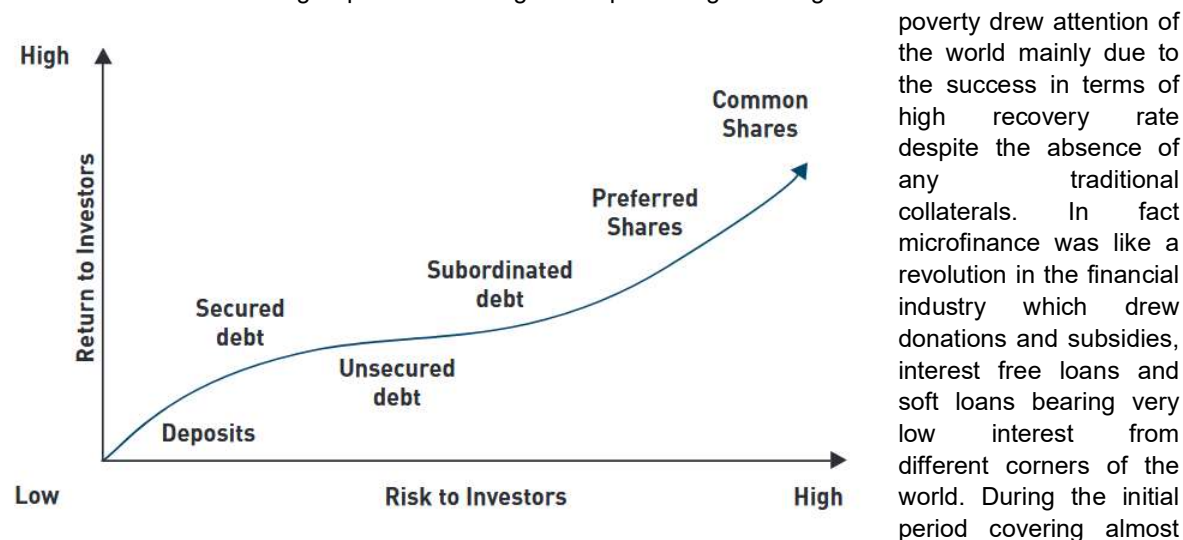 High
Common
Shares
Preferred
Shares
Subordinated
debt
Secured
debt
Unsecured
debt
Deposits
Return to Investors
Low
Risk to Investors
High
poverty drew attention of
the world mainly due to
the success in terms of
high recovery rate
despite the absence of
any traditional
collaterals. In fact
microfinance was like a
revolution in the financial
industry which drew
donations and subsidies,
interest free loans and
soft loans bearing very
low interest from
different corners of the
world. During the initial
period covering almost